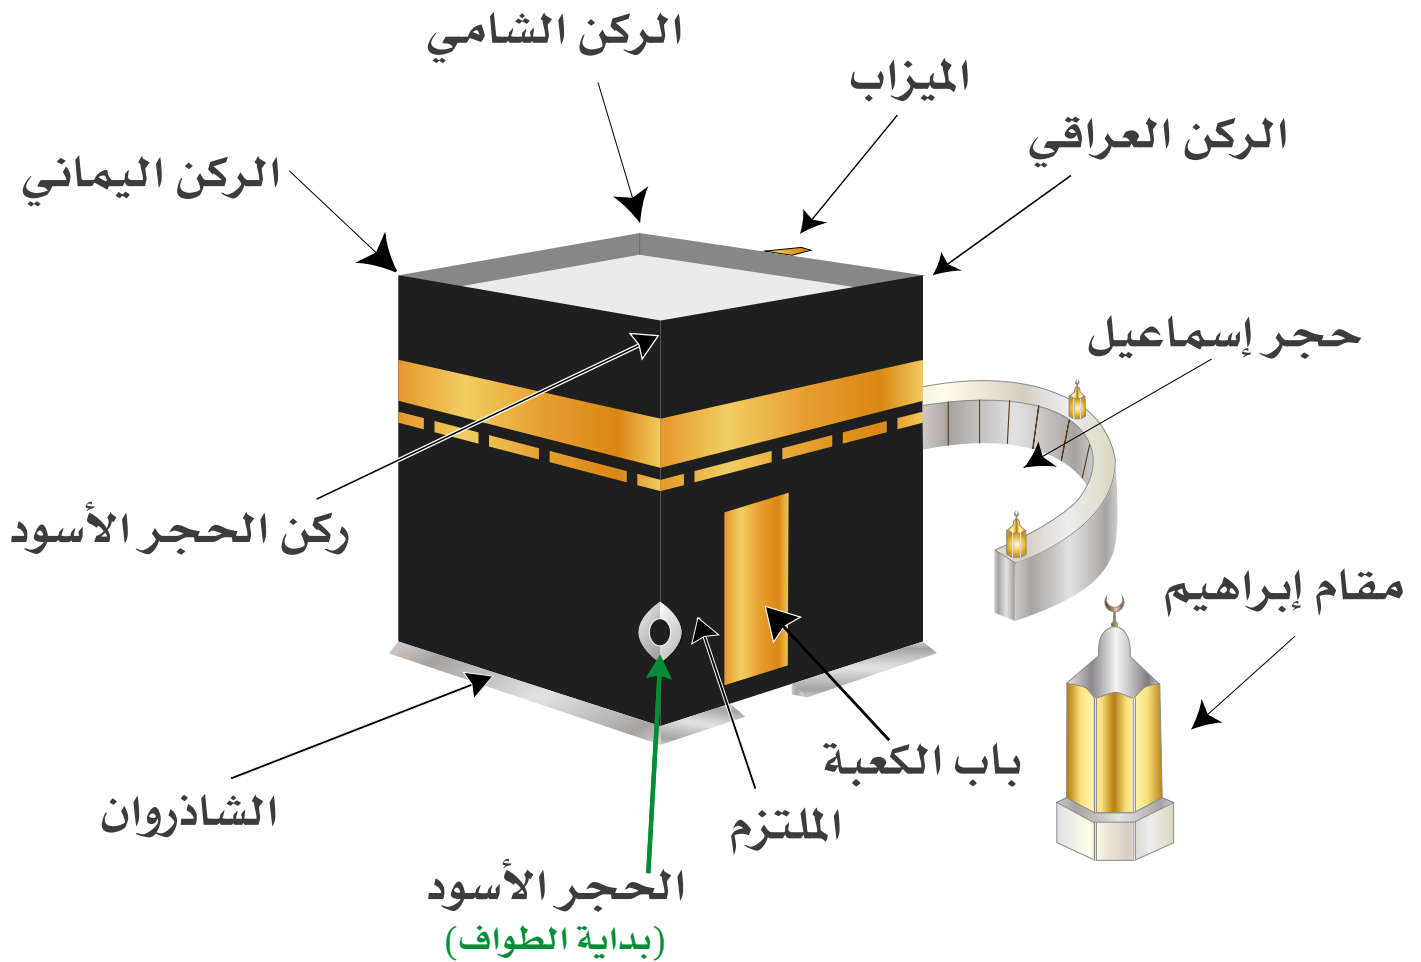 الركن الشامي
الميزاب
الركن العراقي
الركن اليماني
حجر إسماعيل
ركن الحجر الأسود
مقام إبراهيم
باب الكعبة
الشاذروان
الملتزم
الحجر الأسود
(بداية الطواف)